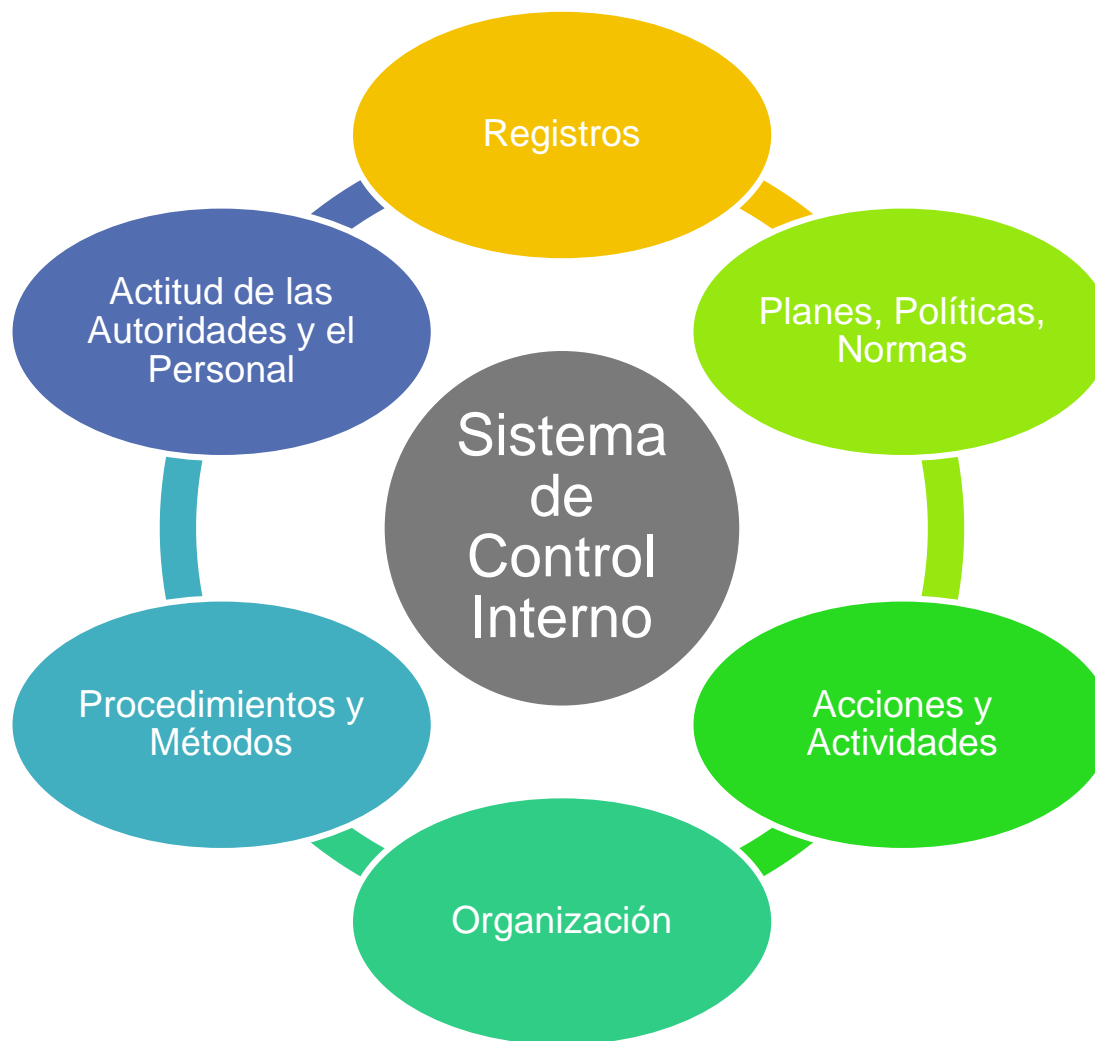 Registros
Planes, Políticas,
Normas
Acciones y
Actividades
Organización
Procedimientos y
Métodos
Actitud de las
Autoridades y el
Personal
Sistema
de
Control
Interno